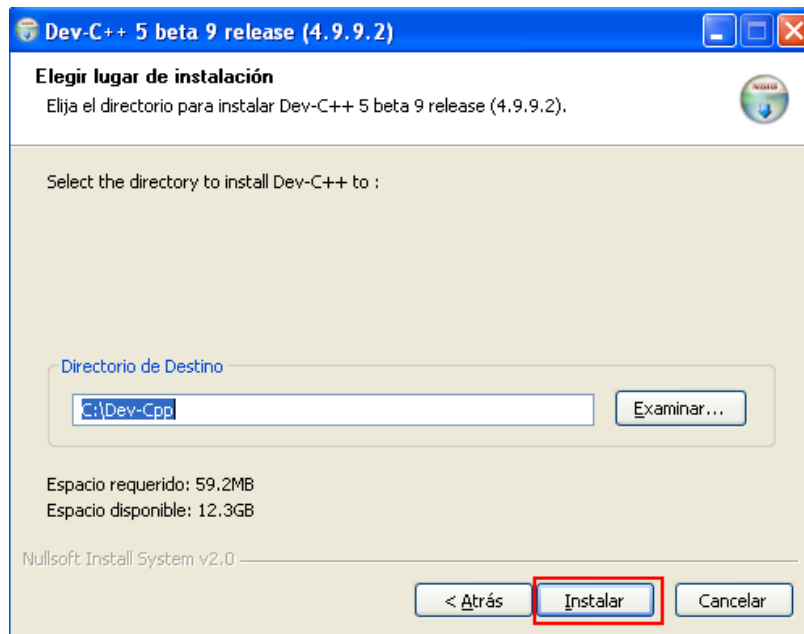 Dev-C++ 5 beta 9 release (4.9.9.2)
Elegir lugar de instalación
Elija el directorio para instalar Dev-C++ 5 beta 9 release (4.9.9.2).
NSIS
Select the directory to install Dev-C++ to :
Directorio de Destino
C:\Dev-Cpp
Examinar...
Espacio requerido: 59.2MB
Espacio disponible: 12.3GB
Nullsoft Install System v2.0
< Atrás
Instalar
Cancelar